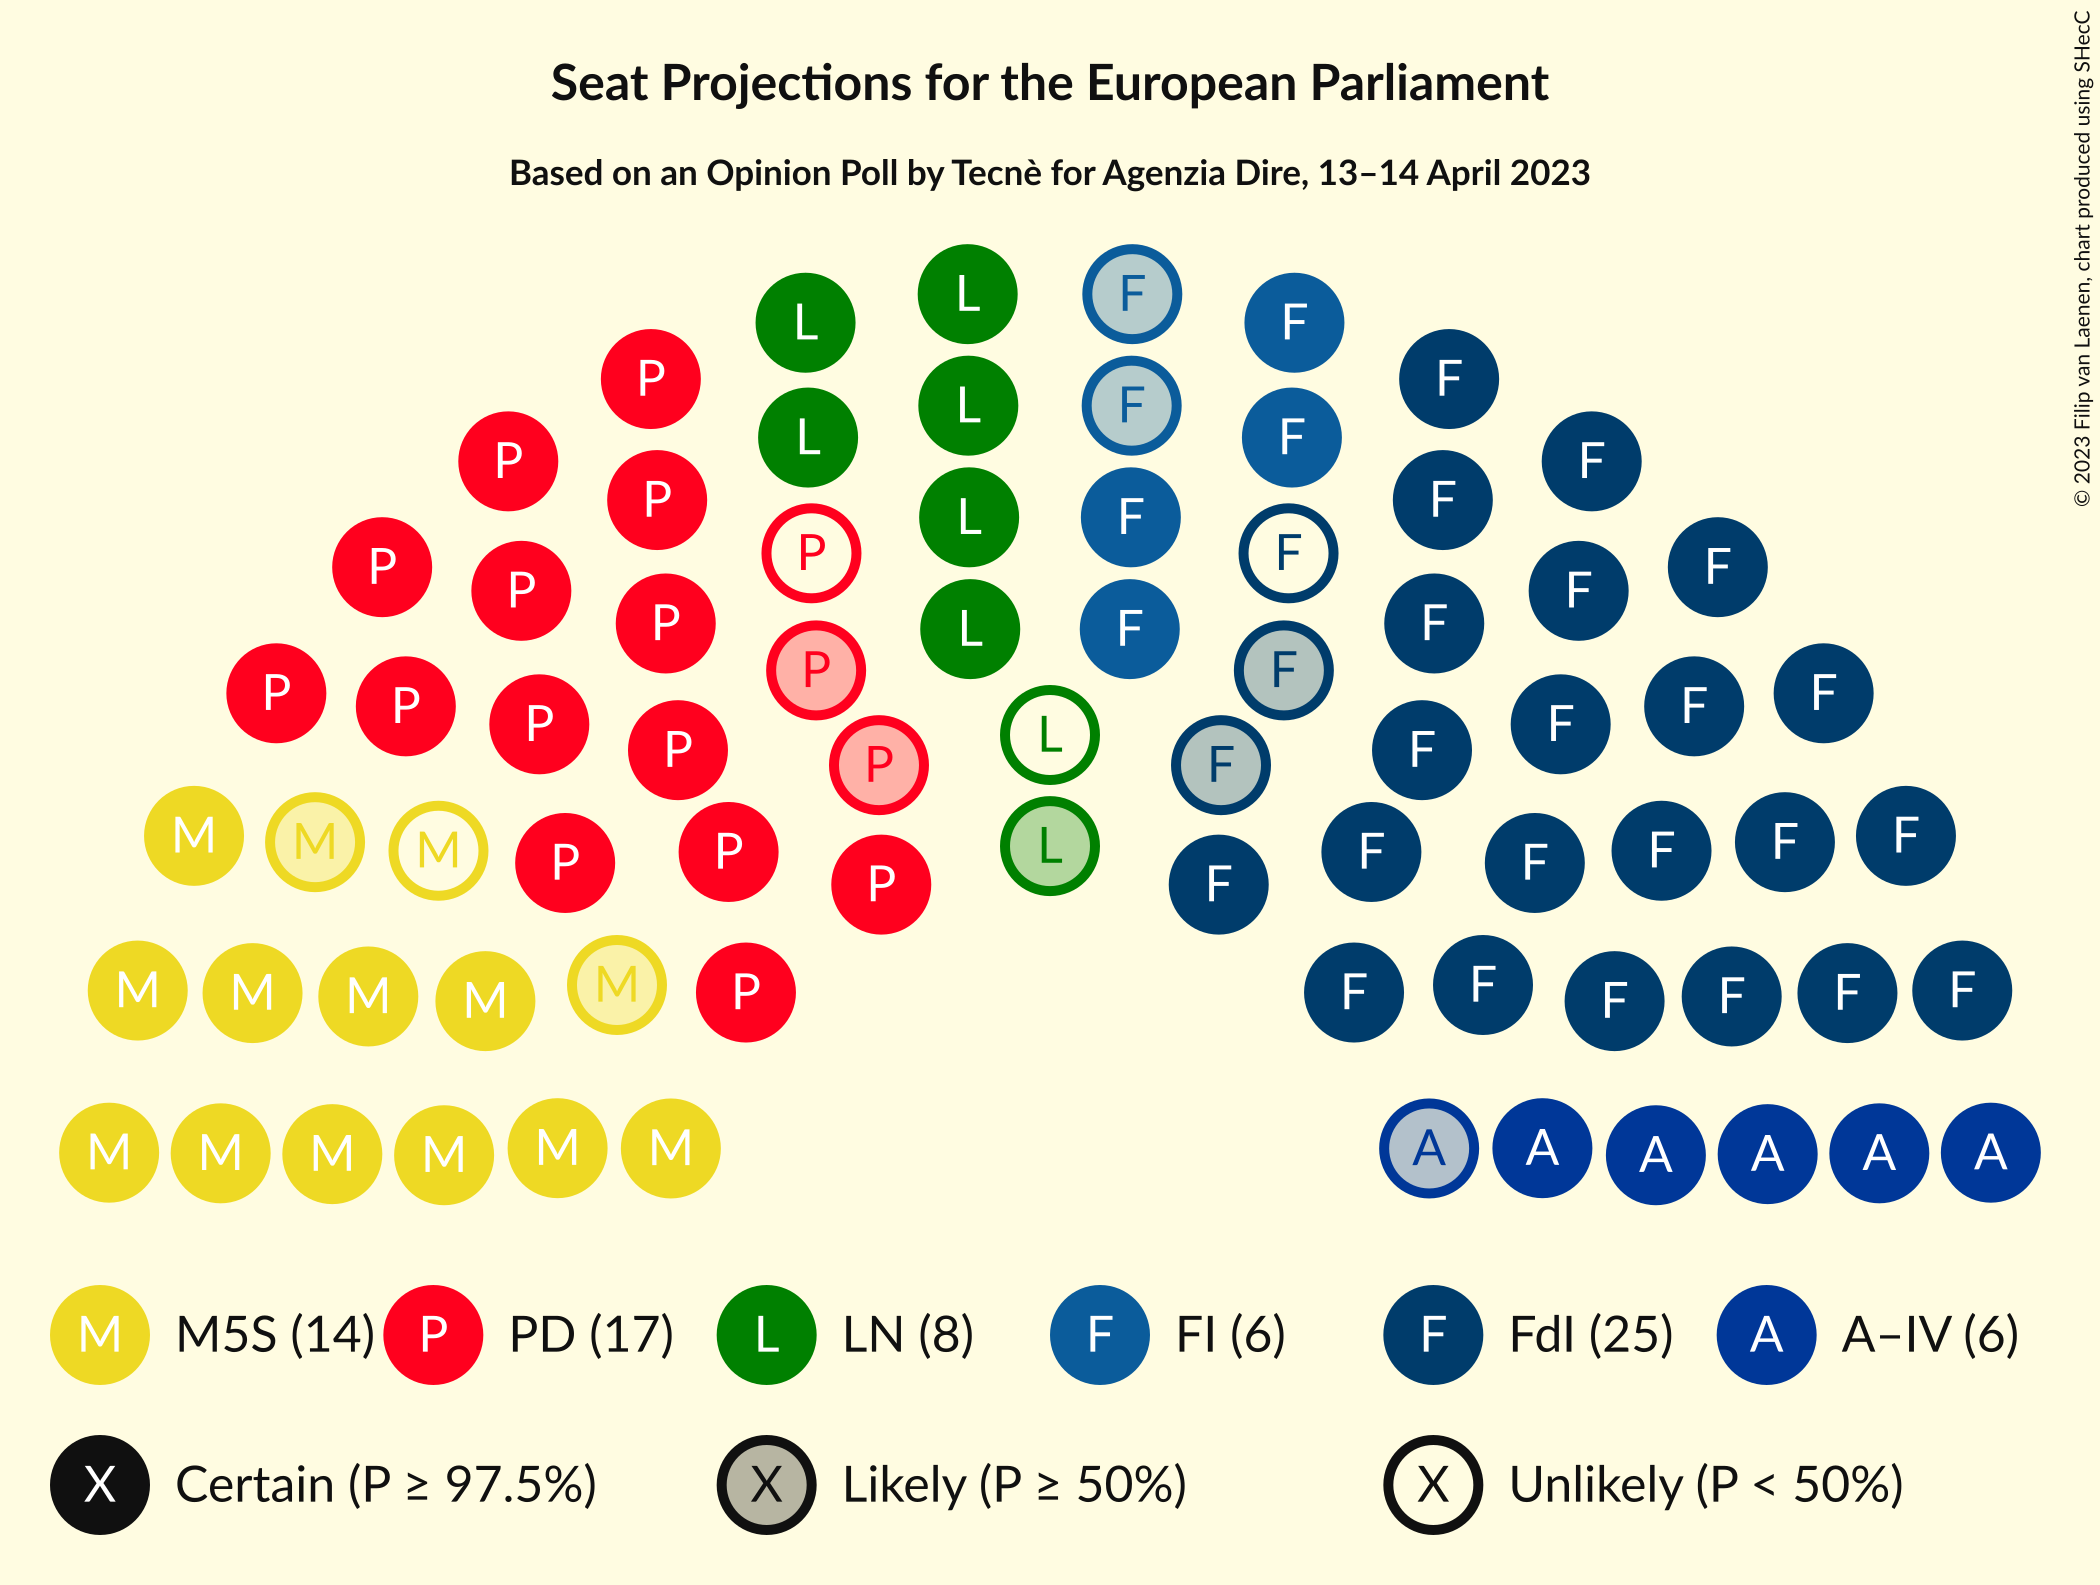 Seat Projections for the European Parliament
Based on an Opinion Poll by Tecnè for Agenzia Dire, 13–14 April 2023
© 2023 Filip van Laenen, chart produced using SHecC
L L F F
P L L F F F
P P L L F F F F
P P P P L F F F F F
P P P P P P L F F F F F F
M M M P P P L F F F F F F
M M M M M P F F F F F F
M M M M M M A A A A A A
M M5S (14) P PD (17) L LN (8) F FI (6) F FdI (25) A A–IV (6)
X Certain (P ≥ 97.5%) X Likely (P ≥ 50%) X Unlikely (P < 50%)